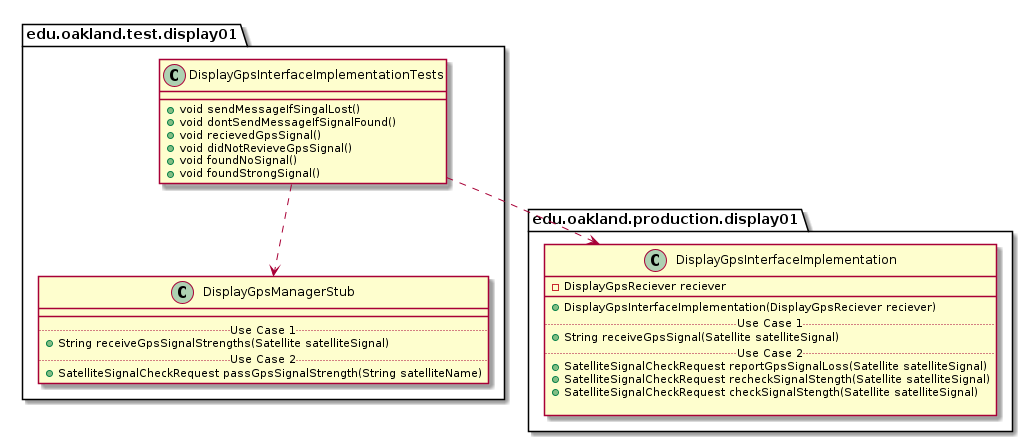 edu.oakland.test.display01
C DisplayGpsInterfaceImplementationTests
void sendMessageIfSingalLost()
void dontSendMessageIfSignalFound()
void recievedGpsSignal()
void didNotRevieveGpsSignal()
void foundNoSignal()
void foundStrongSignal()
C DisplayGpsManagerStub
Use Case 1
String receiveGpsSignalStrengths(Satellite satelliteSignal)
Use Case 2
SatelliteSignalCheckRequest passGpsSignalStrength(String satelliteName)
edu.oakland.production.display01
C DisplayGpsInterfaceImplementation
DisplayGpsReciever reciever
DisplayGpsInterfaceImplementation(DisplayGpsReciever reciever)
Use Case 1
String receiveGpsSignal(Satellite satelliteSignal)
Use Case 2
SatelliteSignalCheckRequest reportGpsSignalLoss(Satellite satelliteSignal)
SatelliteSignalCheckRequest recheckSignalStength(Satellite satelliteSignal)
SatelliteSignalCheckRequest checkSignalStength(Satellite satelliteSignal)